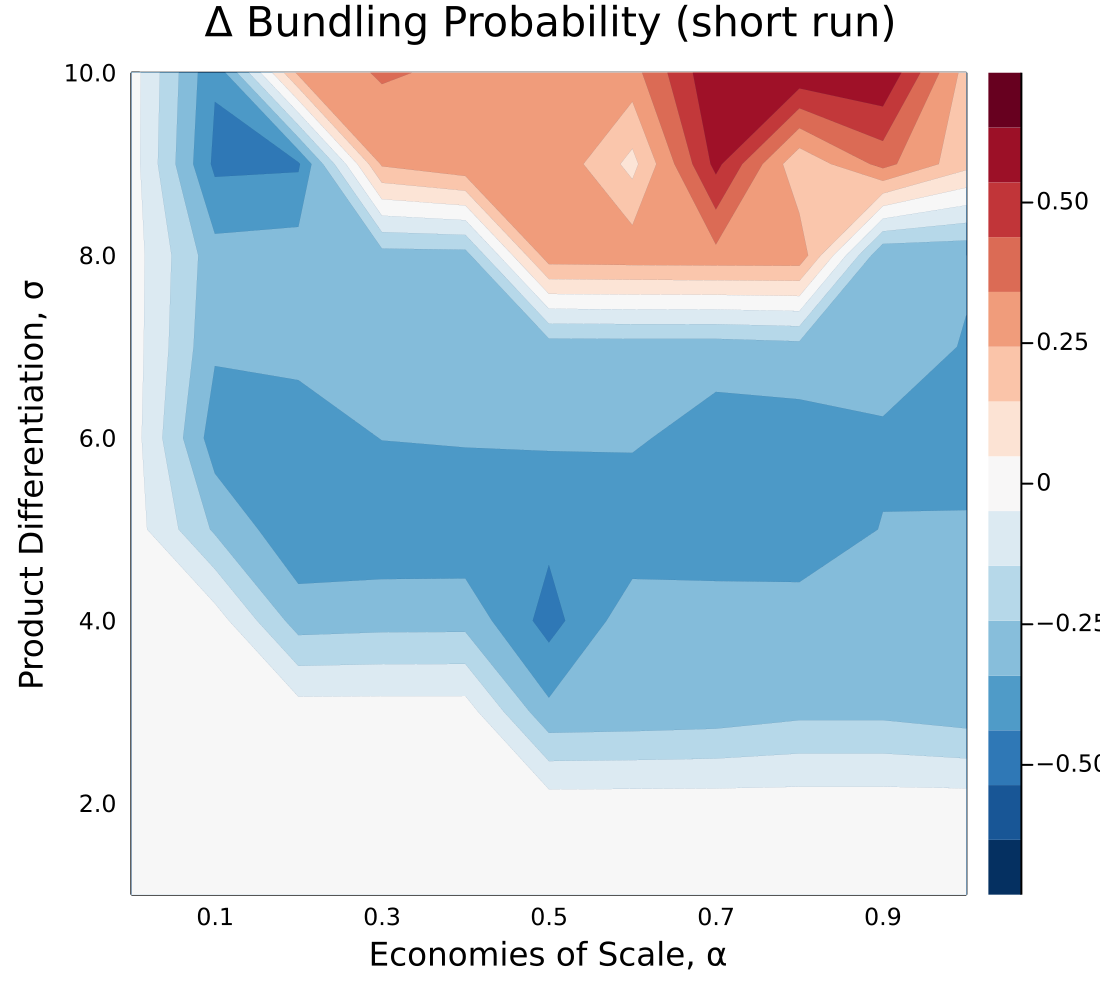 Δ Bundling Probability (short run)
10.0
8.0
6.0
4.0
2.0
Product Differentiation, σ
0.1 0.3 0.5 0.7 0.9
Economies of Scale, α
0.50
0.25
0
−0.25
−0.50